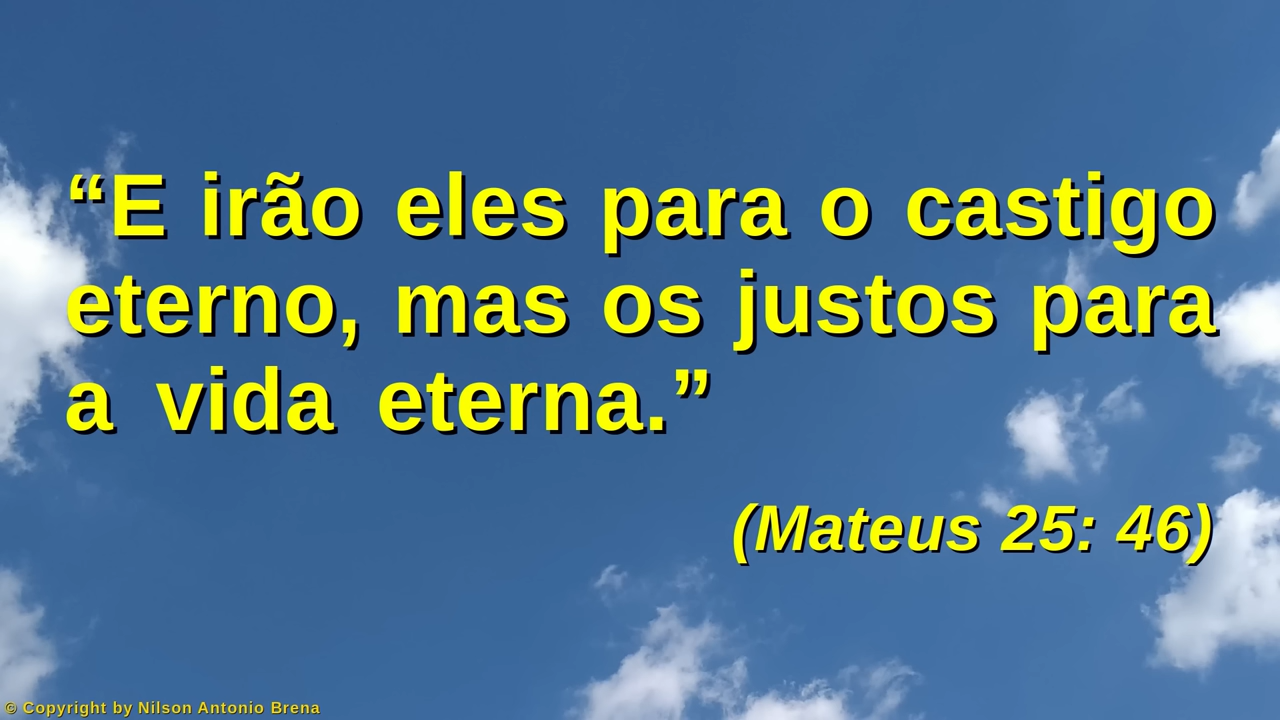 “E irão eles para o castigo
eterno, mas os justos para
a vida eterna.”
(Mateus 25: 46)
© Copyright by Nilson Antonio Brena